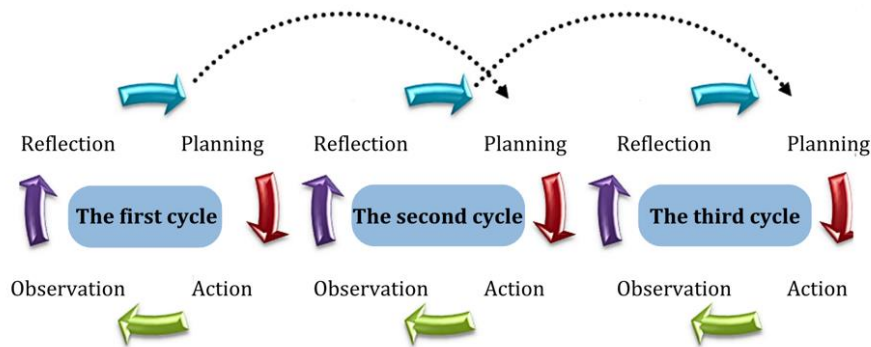 Reflection Planning Reflection Planning Reflection Planning
The first cycle The second cycle The third cycle
Observation Action Observation Action Observation Action